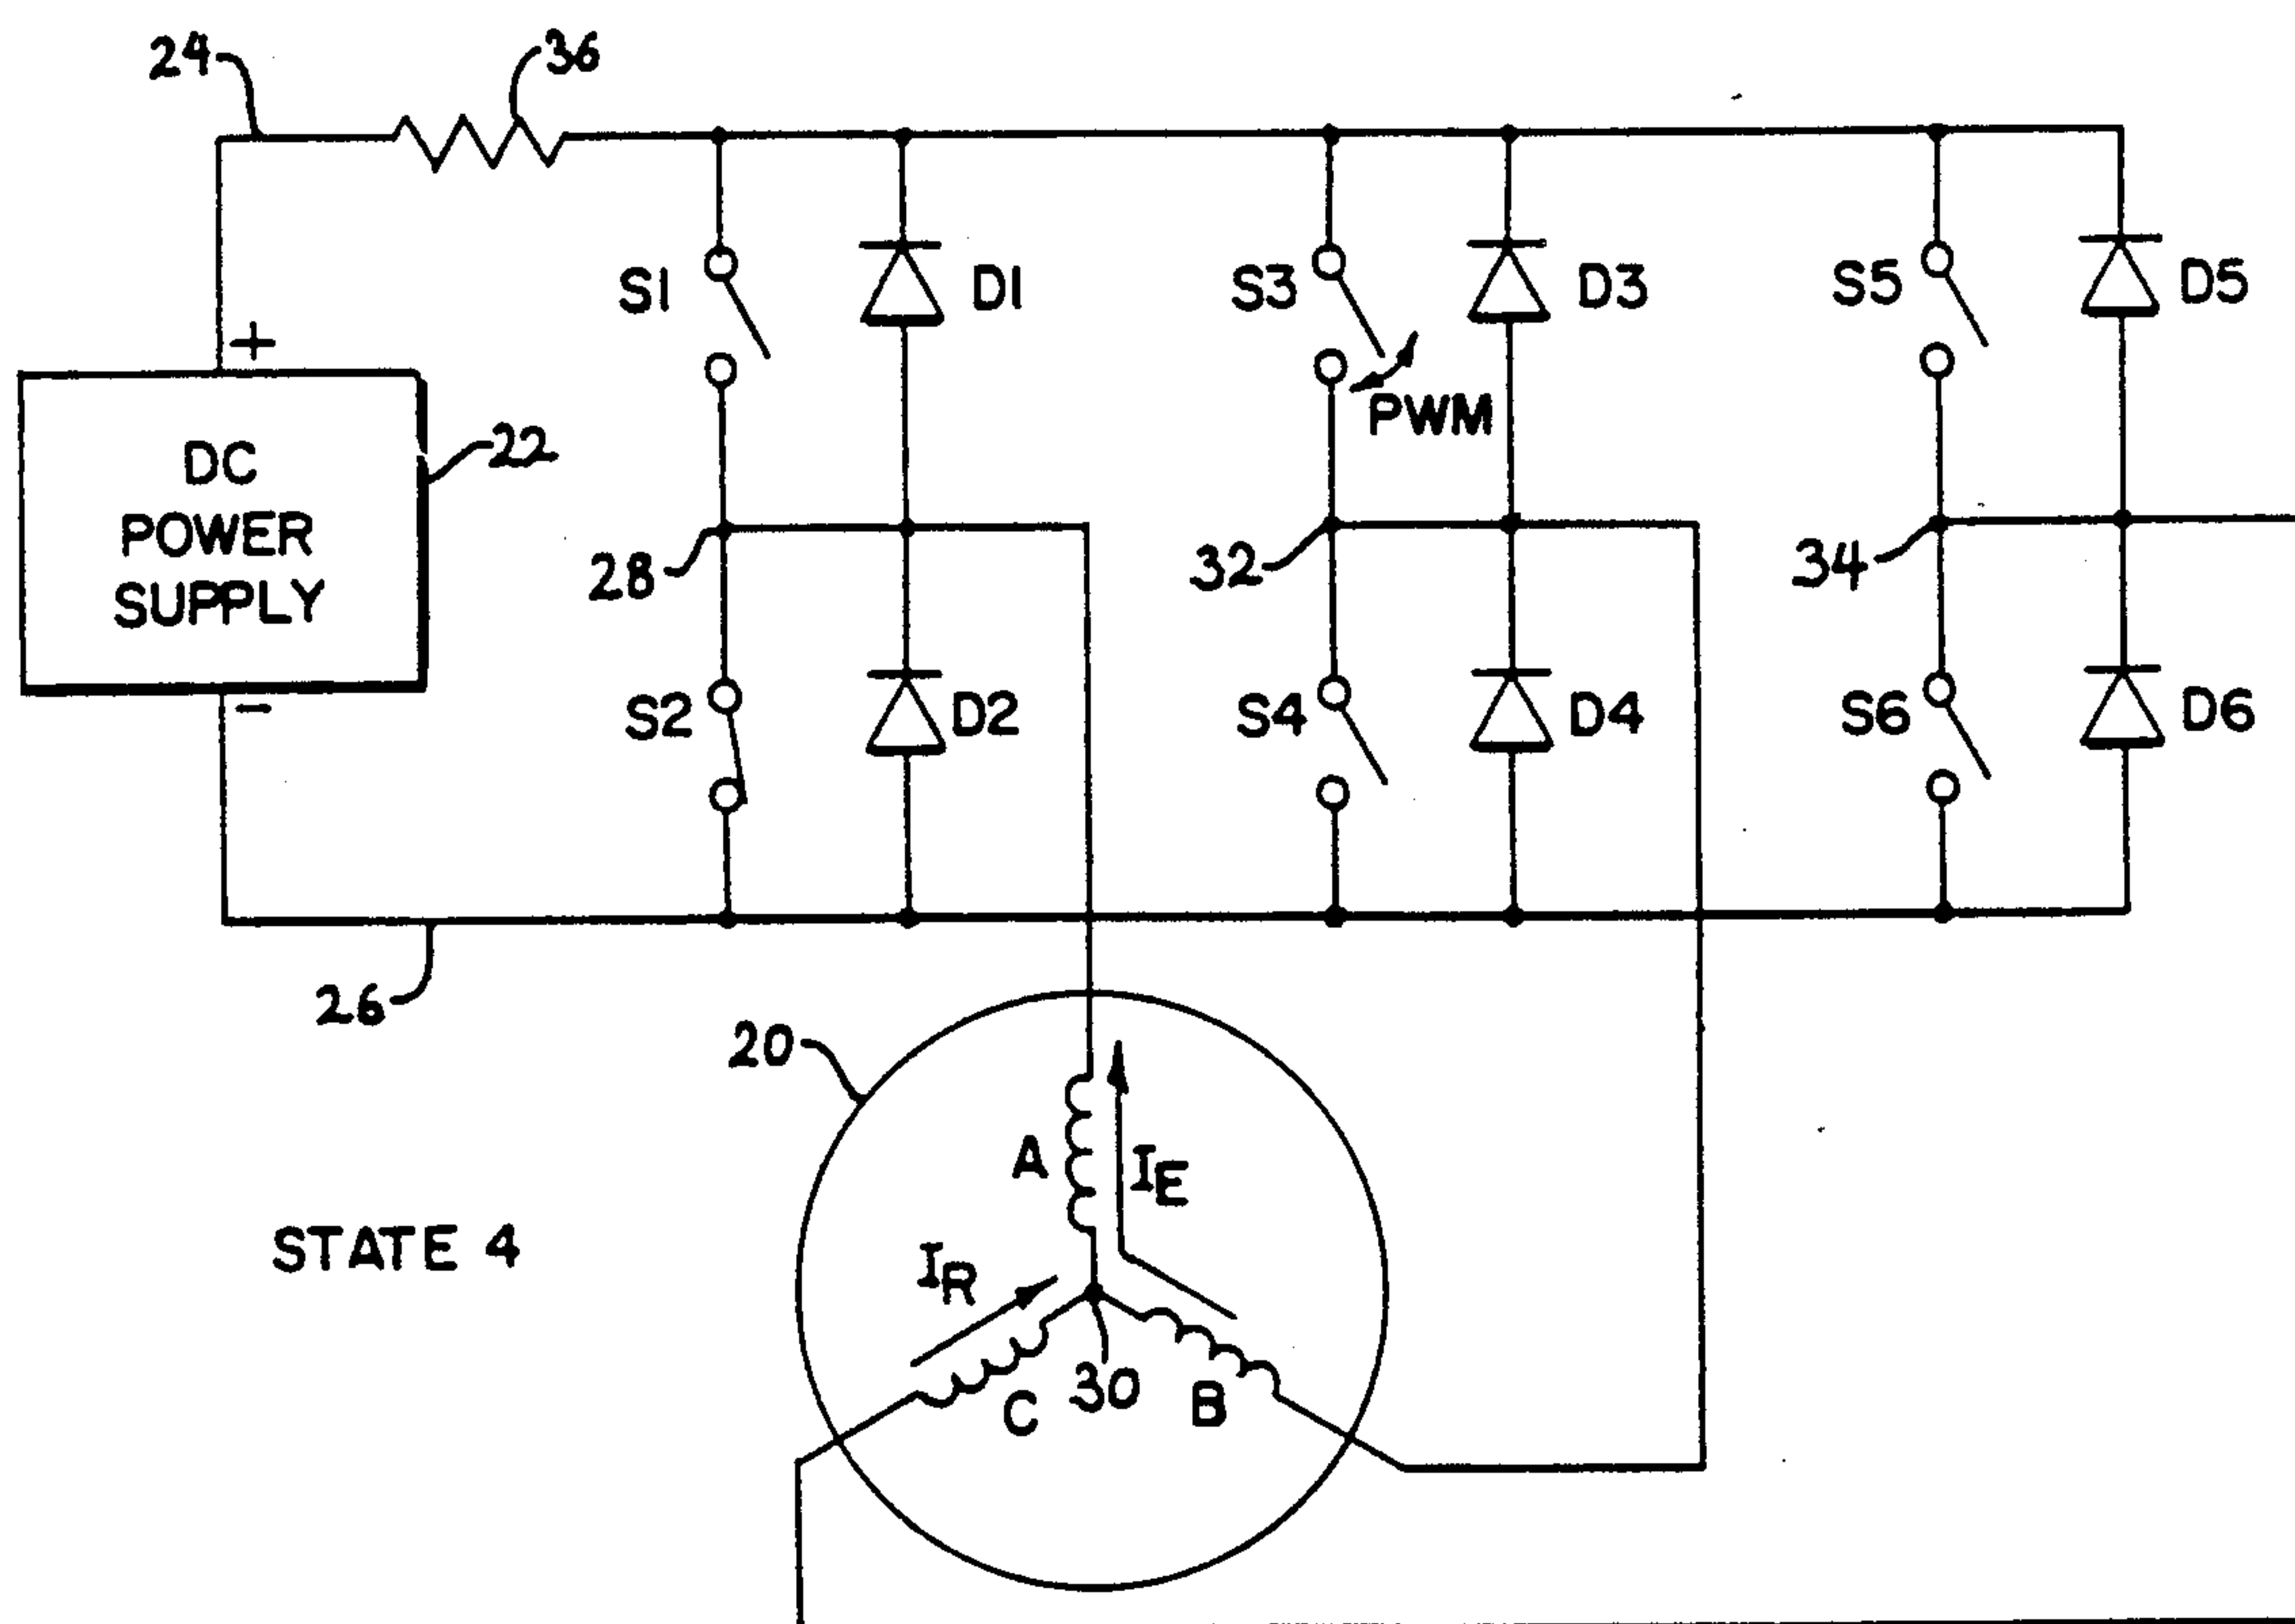 24
36
S1
D1
S3
D3
S5
D5
+
PWM
DC
POWER
SUPPLY
22
28
32
34
S2
D2
S4
D4
S6
D6
−
26
20
A
IE
STATE 4
IR
C
30
B